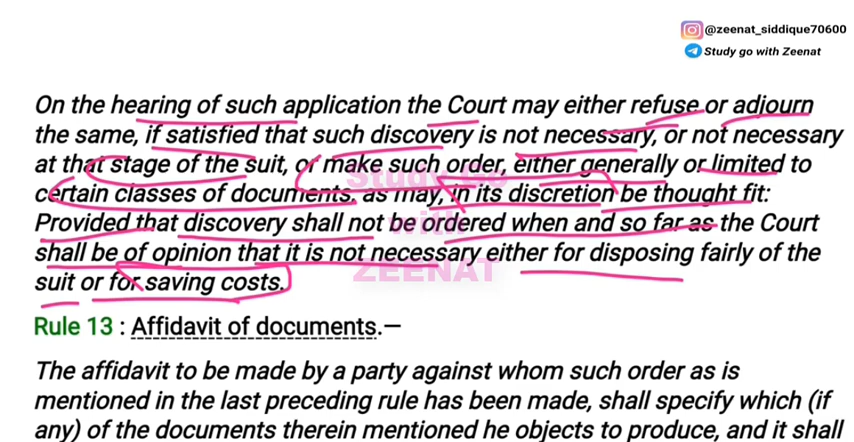 @zeenat_siddique70600
Study go with Zeenat
On the hearing of such application the Court may either refuse or adjourn
the same, if satisfied that such discovery is not necessary, or not necessary
at that stage of the suit, or make such order, either generally or limited to
certain classes of documents, as may, in its discretion be thought fit:
Provided that discovery shall not be ordered when and so far as the Court
shall be of opinion that it is not necessary either for disposing fairly of the
suit or for saving costs.
Study Go
with
ZEENAT
Rule 13 : Affidavit of documents.—
The affidavit to be made by a party against whom such order as is
mentioned in the last preceding rule has been made, shall specify which (if
any) of the documents therein mentioned he objects to produce, and it shall